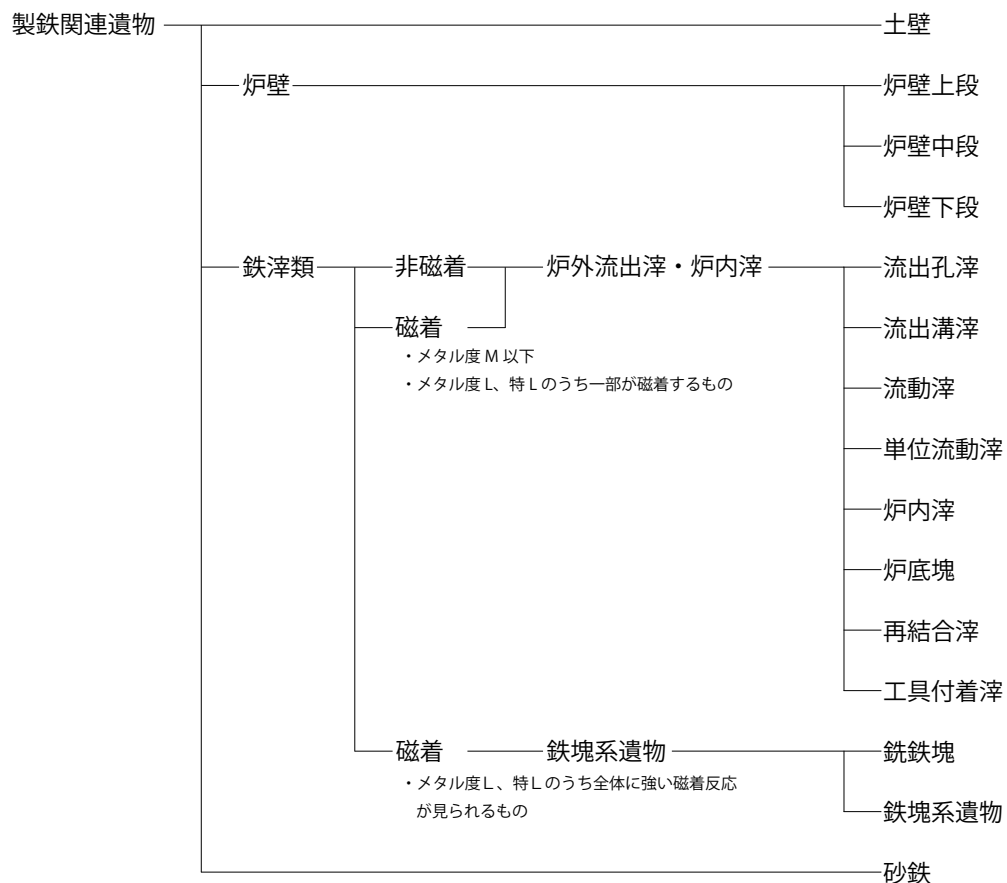 製鉄関連遺物
土壁
炉壁
炉壁上段
炉壁中段
炉壁下段
鉄滓類
非磁着
炉外流出滓・炉内滓
流出孔滓
磁着
流出溝滓
・メタル度 M 以下
・メタル度 L、特 L のうち一部が磁着するもの
流動滓
単位流動滓
炉内滓
炉底塊
再結合滓
工具付着滓
磁着
鉄塊系遺物
銑鉄塊
・メタル度 L 、特 L のうち全体に強い磁着反応
が見られるもの
鉄塊系遺物
砂鉄